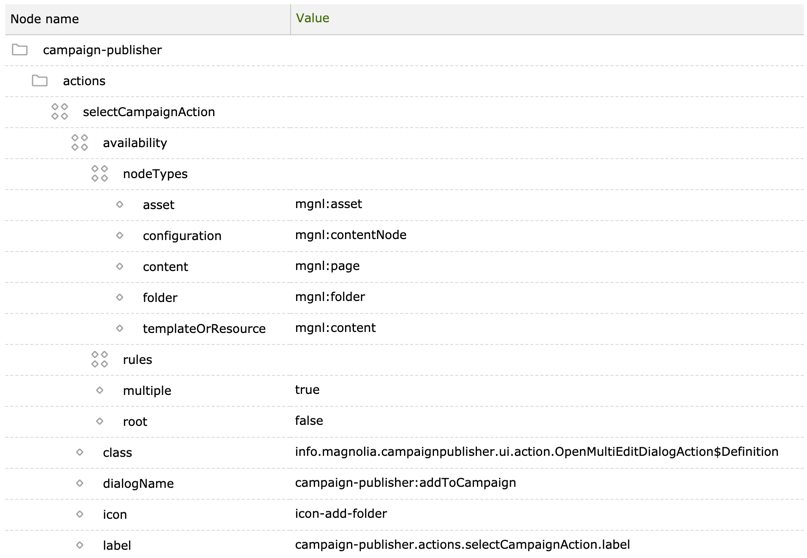 Node name Value
campaign-publisher
actions
selectCampaignAction
availability
nodeTypes
asset mgnl:asset
configuration mgnl:contentNode
content mgnl:page
folder mgnl:folder
templateOrResource mgnl:content
rules
multiple true
root false
class info.magnolia.campaignpublisher.ui.action.OpenMultiEditDialogAction$Definition
dialogName campaign-publisher:addToCampaign
icon icon-add-folder
label campaign-publisher.actions.selectCampaignAction.label